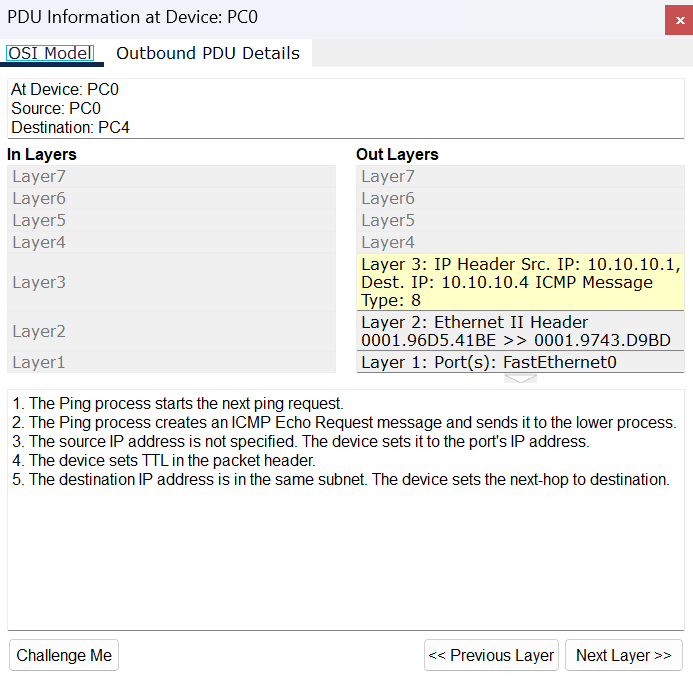 PDU Information at Device: PC0
×
OSI Model Outbound PDU Details
At Device: PC0
Source: PC0
Destination: PC4
In Layers
Layer7
Layer6
Layer5
Layer4
Layer3
Layer2
Layer1
Out Layers
Layer7
Layer6
Layer5
Layer4
Layer 3: IP Header Src. IP: 10.10.10.1,
Dest. IP: 10.10.10.4 ICMP Message
Type: 8
Layer 2: Ethernet II Header
0001.96D5.41BE >> 0001.9743.D9BD
Layer 1: Port(s): FastEthernet0
1. The Ping process starts the next ping request.
2. The Ping process creates an ICMP Echo Request message and sends it to the lower process.
3. The source IP address is not specified. The device sets it to the port's IP address.
4. The device sets TTL in the packet header.
5. The destination IP address is in the same subnet. The device sets the next-hop to destination.
Challenge Me
<< Previous Layer
Next Layer >>